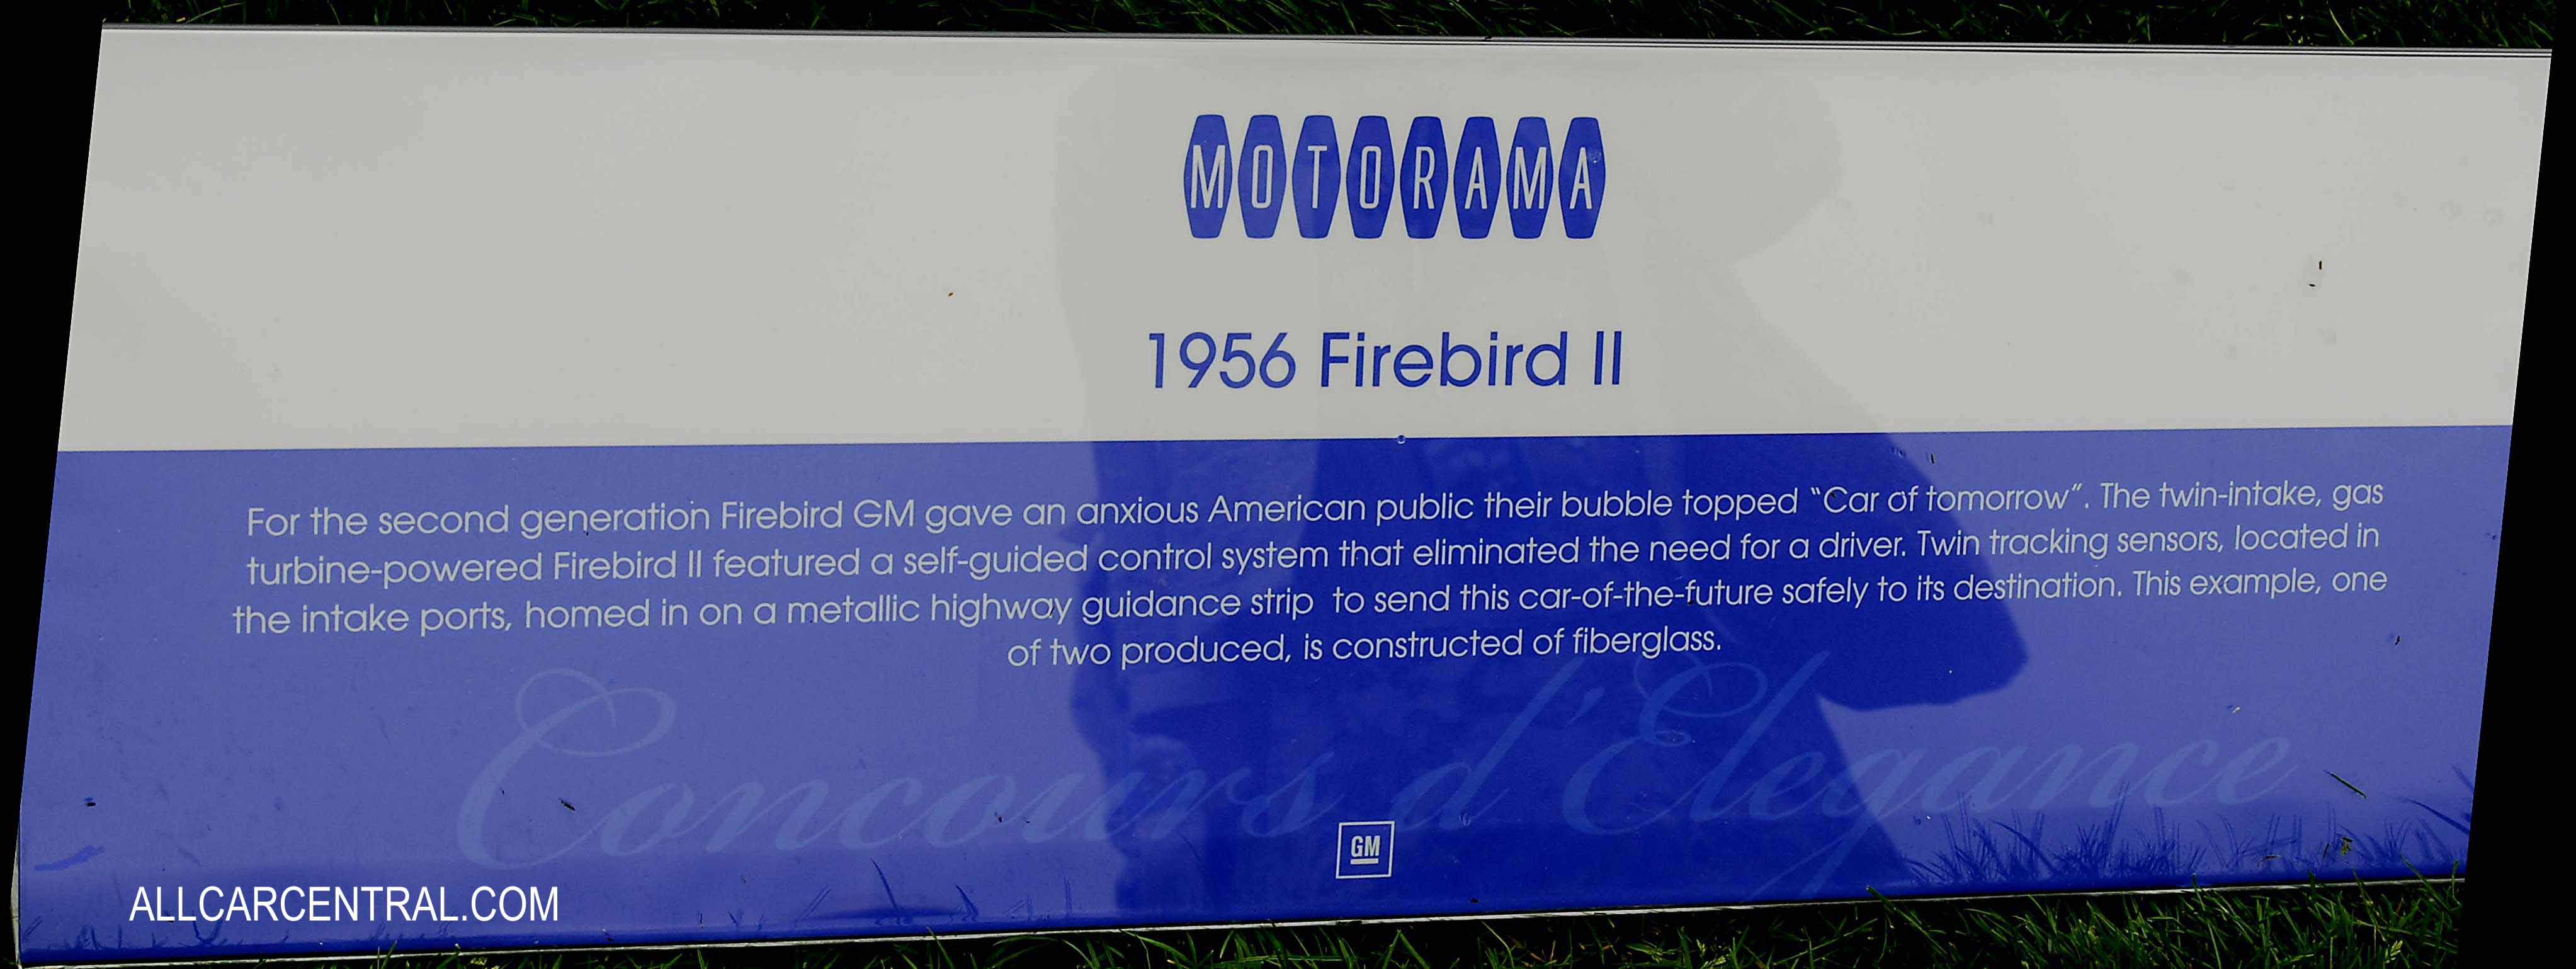 MOTORAMA
1956 Firebird II
For the second generation Firebird GM gave an anxious American public their bubble topped “Car of tomorrow”. The twin-intake, gas
turbine-powered Firebird II featured a self-guided control system that eliminated the need for a driver. Twin tracking sensors, located in
the intake ports, homed in on a metallic highway guidance strip  to send this car-of-the-future safely to its destination. This example, one
of two produced, is constructed of fiberglass.
Concours d'Elegance
GM
ALLCARCENTRAL.COM